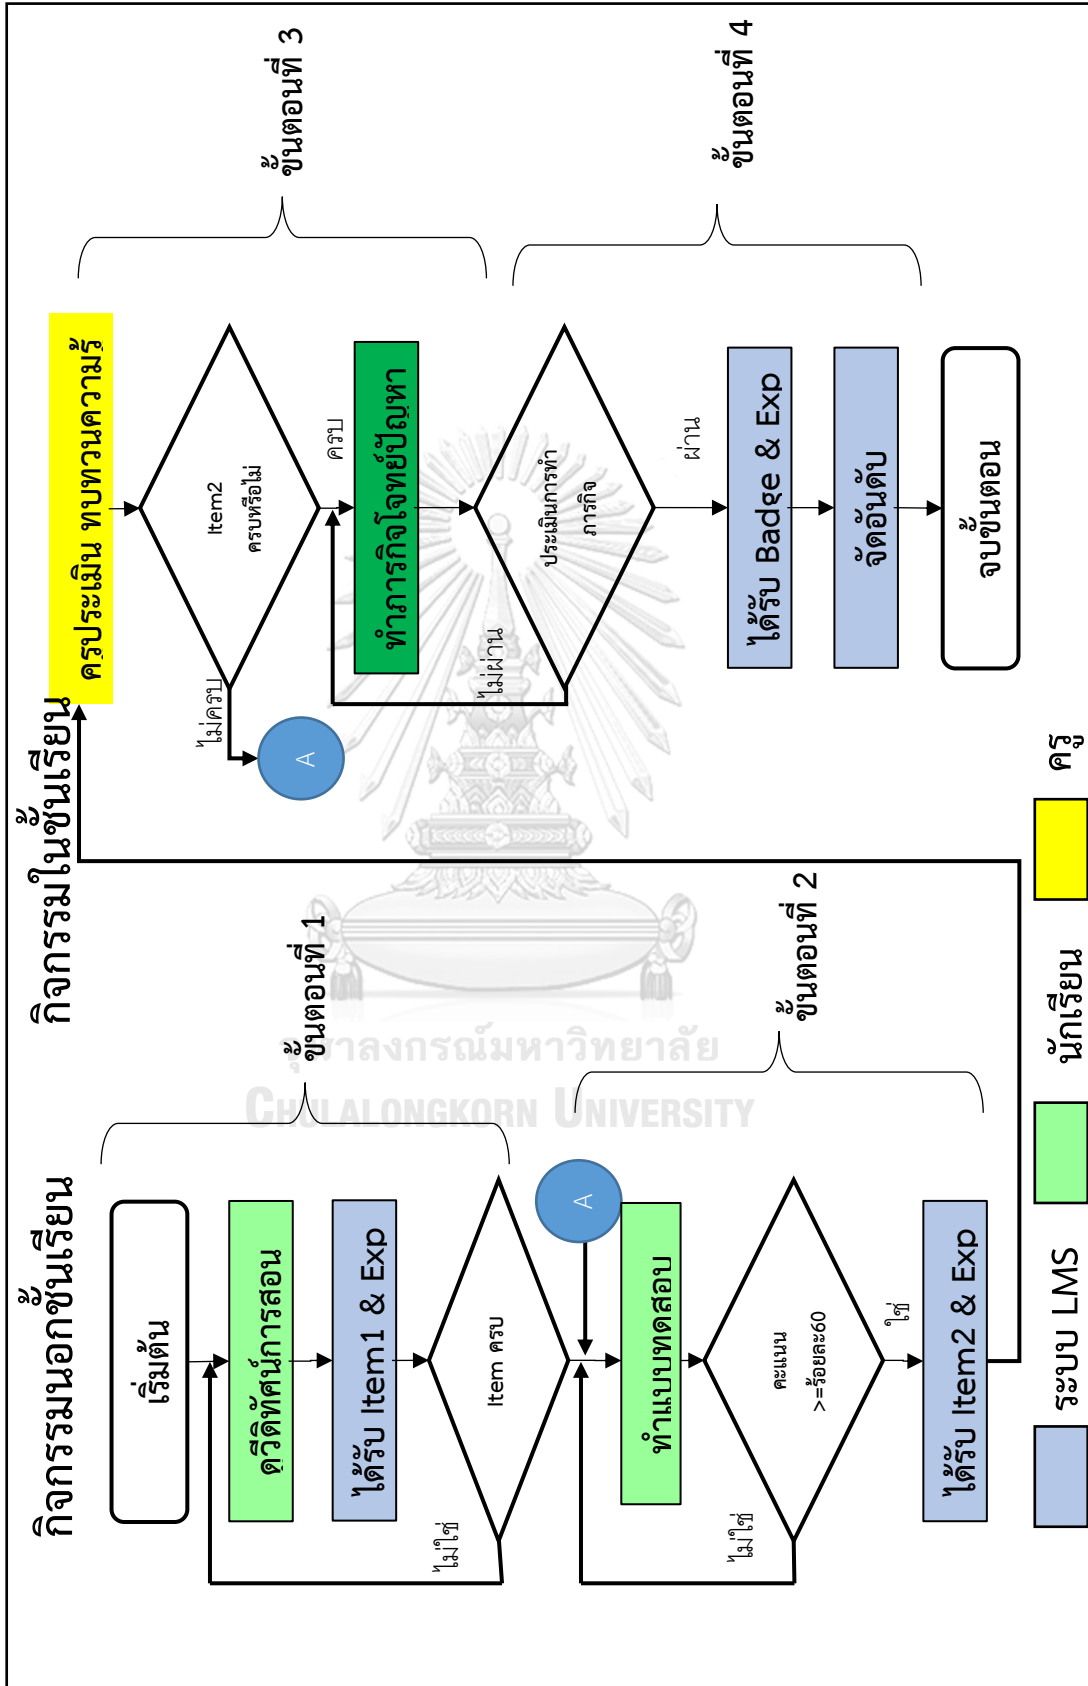 กิจกรรมนอกชั้นเรียน
เริ่มต้น
ดูวีดิทัศน์การสอน
ได้รับ Item1 & Exp
Item ครบ
ไม่ใช่
ขั้นตอนที่ 1
A
ทำแบบทดสอบ
คะแนน
>=ร้อยละ60
ไม่ใช่
ใช่
ได้รับ Item2 & Exp
ขั้นตอนที่ 2
กิจกรรมในชั้นเรียน
ครูประเมิน ทบทวนความรู้
Item2
ครบหรือไม่
ไม่ครบ
A
ครบ
ทำภารกิจโจทย์ปัญหา
ขั้นตอนที่ 3
ประเมินการทำ
ภารกิจ
ไม่ผ่าน
ผ่าน
ได้รับ Badge & Exp
จัดอันดับ
จบขั้นตอน
ขั้นตอนที่ 4
ระบบ LMS
นักเรียน
ครู
จุฬาลงกรณ์มหาวิทยาลัย
CHULALONGKORN UNIVERSITY